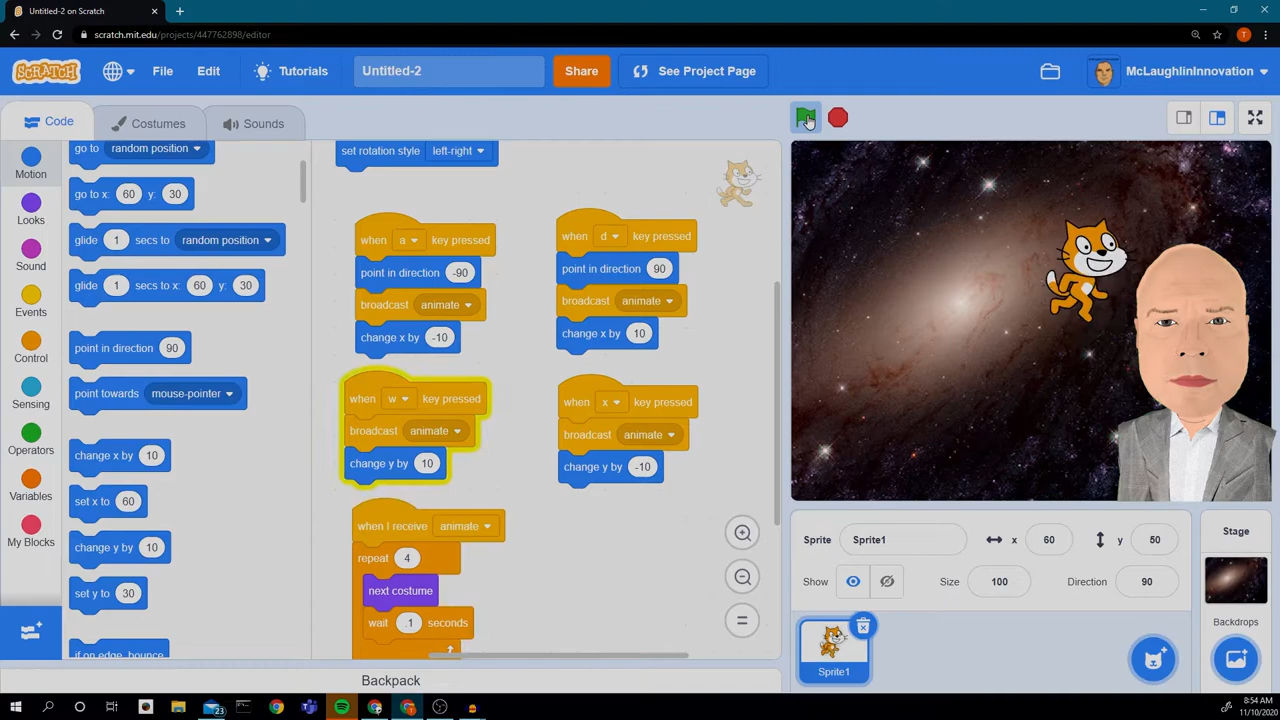 Untitled-2 on Scratch
scratch.mit.edu/projects/447762898/editor
T
SCRATCH
File
Edit
Tutorials
Untitled-2
Share
See Project Page
McLaughlinInnovation
Code
Costumes
Sounds
Motion
Looks
Sound
Events
Control
Sensing
Operators
Variables
My Blocks
go to random position
go to x: 60 y: 30
glide 1 secs to random position
glide 1 secs to x: 60 y: 30
point in direction 90
point towards mouse-pointer
change x by 10
set x to 60
change y by 10
set y to 30
if on edge, bounce
set rotation style left-right
when a key pressed
point in direction -90
broadcast animate
change x by -10
when d key pressed
point in direction 90
broadcast animate
change x by 10
when w key pressed
broadcast animate
change y by 10
when x key pressed
broadcast animate
change y by -10
when I receive animate
repeat 4
next costume
wait .1 seconds
Backpack
Sprite Sprite1 x 60 y 50
Show Size 100 Direction 90
Sprite1
Stage
Backdrops
23
8:54 AM
11/10/2020